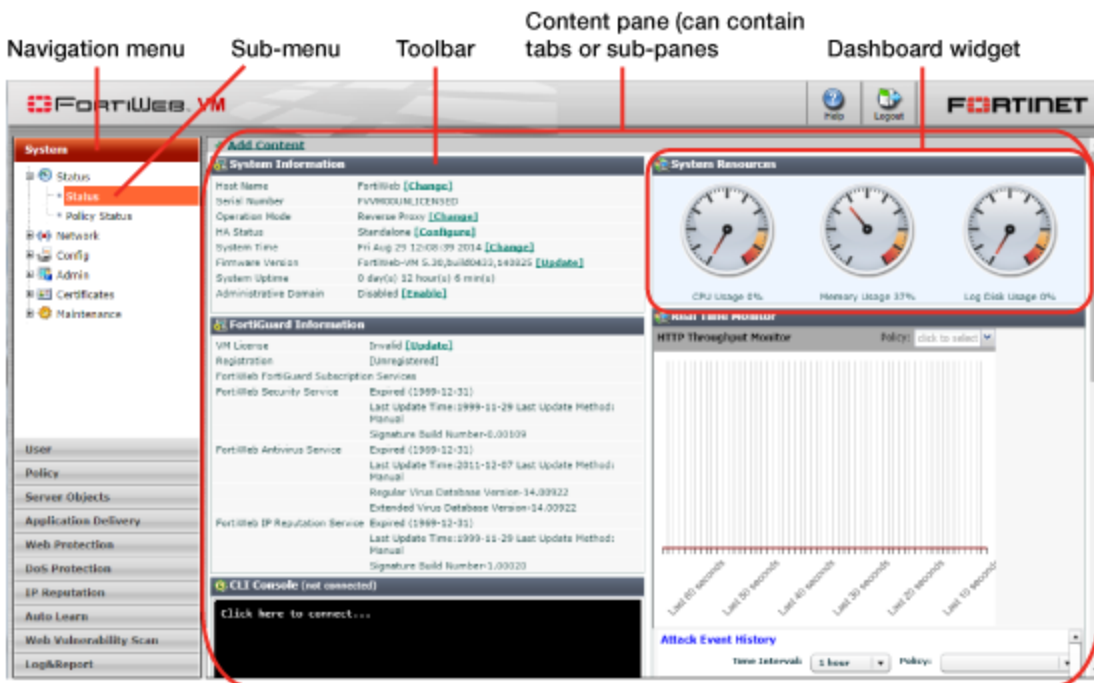 Content pane (can contain
tabs or sub-panes
Navigation menu
Sub-menu
Toolbar
Dashboard widget
FORTIWEB VM
Help
Logout
FORTINET
System
Status
Status
Policy Status
Network
Config
Admin
Certificates
Maintenance
User
Policy
Server Objects
Application Delivery
Web Protection
DoS Protection
IP Reputation
Auto Learn
Web Vulnerability Scan
Log&Report
Add Content
System Information
Host Name FortiWeb [Change]
Serial Number FVVM00UNLICENSED
Operation Mode Reverse Proxy [Change]
HA Status Standalone [Configure]
System Time Fri Aug 29 12:08:39 2014 [Change]
Firmware Version FortiWeb-VM 5.30,build0433,140825 [Update]
System Uptime 0 day(s) 12 hour(s) 6 min(s)
Administrative Domain Disabled [Enable]
FortiGuard Information
VM License Invalid [Update]
Registration [Unregistered]
FortiWeb FortiGuard Subscription Services
FortiWeb Security Service Expired (1969-12-31)
Last Update Time:1999-11-29 Last Update Method:
Manual
Signature Build Number-0.00109
FortiWeb Antivirus Service Expired (1969-12-31)
Last Update Time:2011-12-07 Last Update Method:
Manual
Regular Virus Database Version-14.00922
Extended Virus Database Version-14.00922
FortiWeb IP Reputation Service Expired (1969-12-31)
Last Update Time:1999-11-29 Last Update Method:
Manual
Signature Build Number-1.00020
CLI Console (not connected)
Click here to connect...
System Resources
CPU Usage 0%
Memory Usage 37%
Log Disk Usage 0%
Real Time Monitor
HTTP Throughput Monitor
Policy: click to select
Last 60 seconds
Last 50 seconds
Last 40 seconds
Last 30 seconds
Last 20 seconds
Last 10 seconds
Attack Event History
Time Interval: 1 hour Policy: